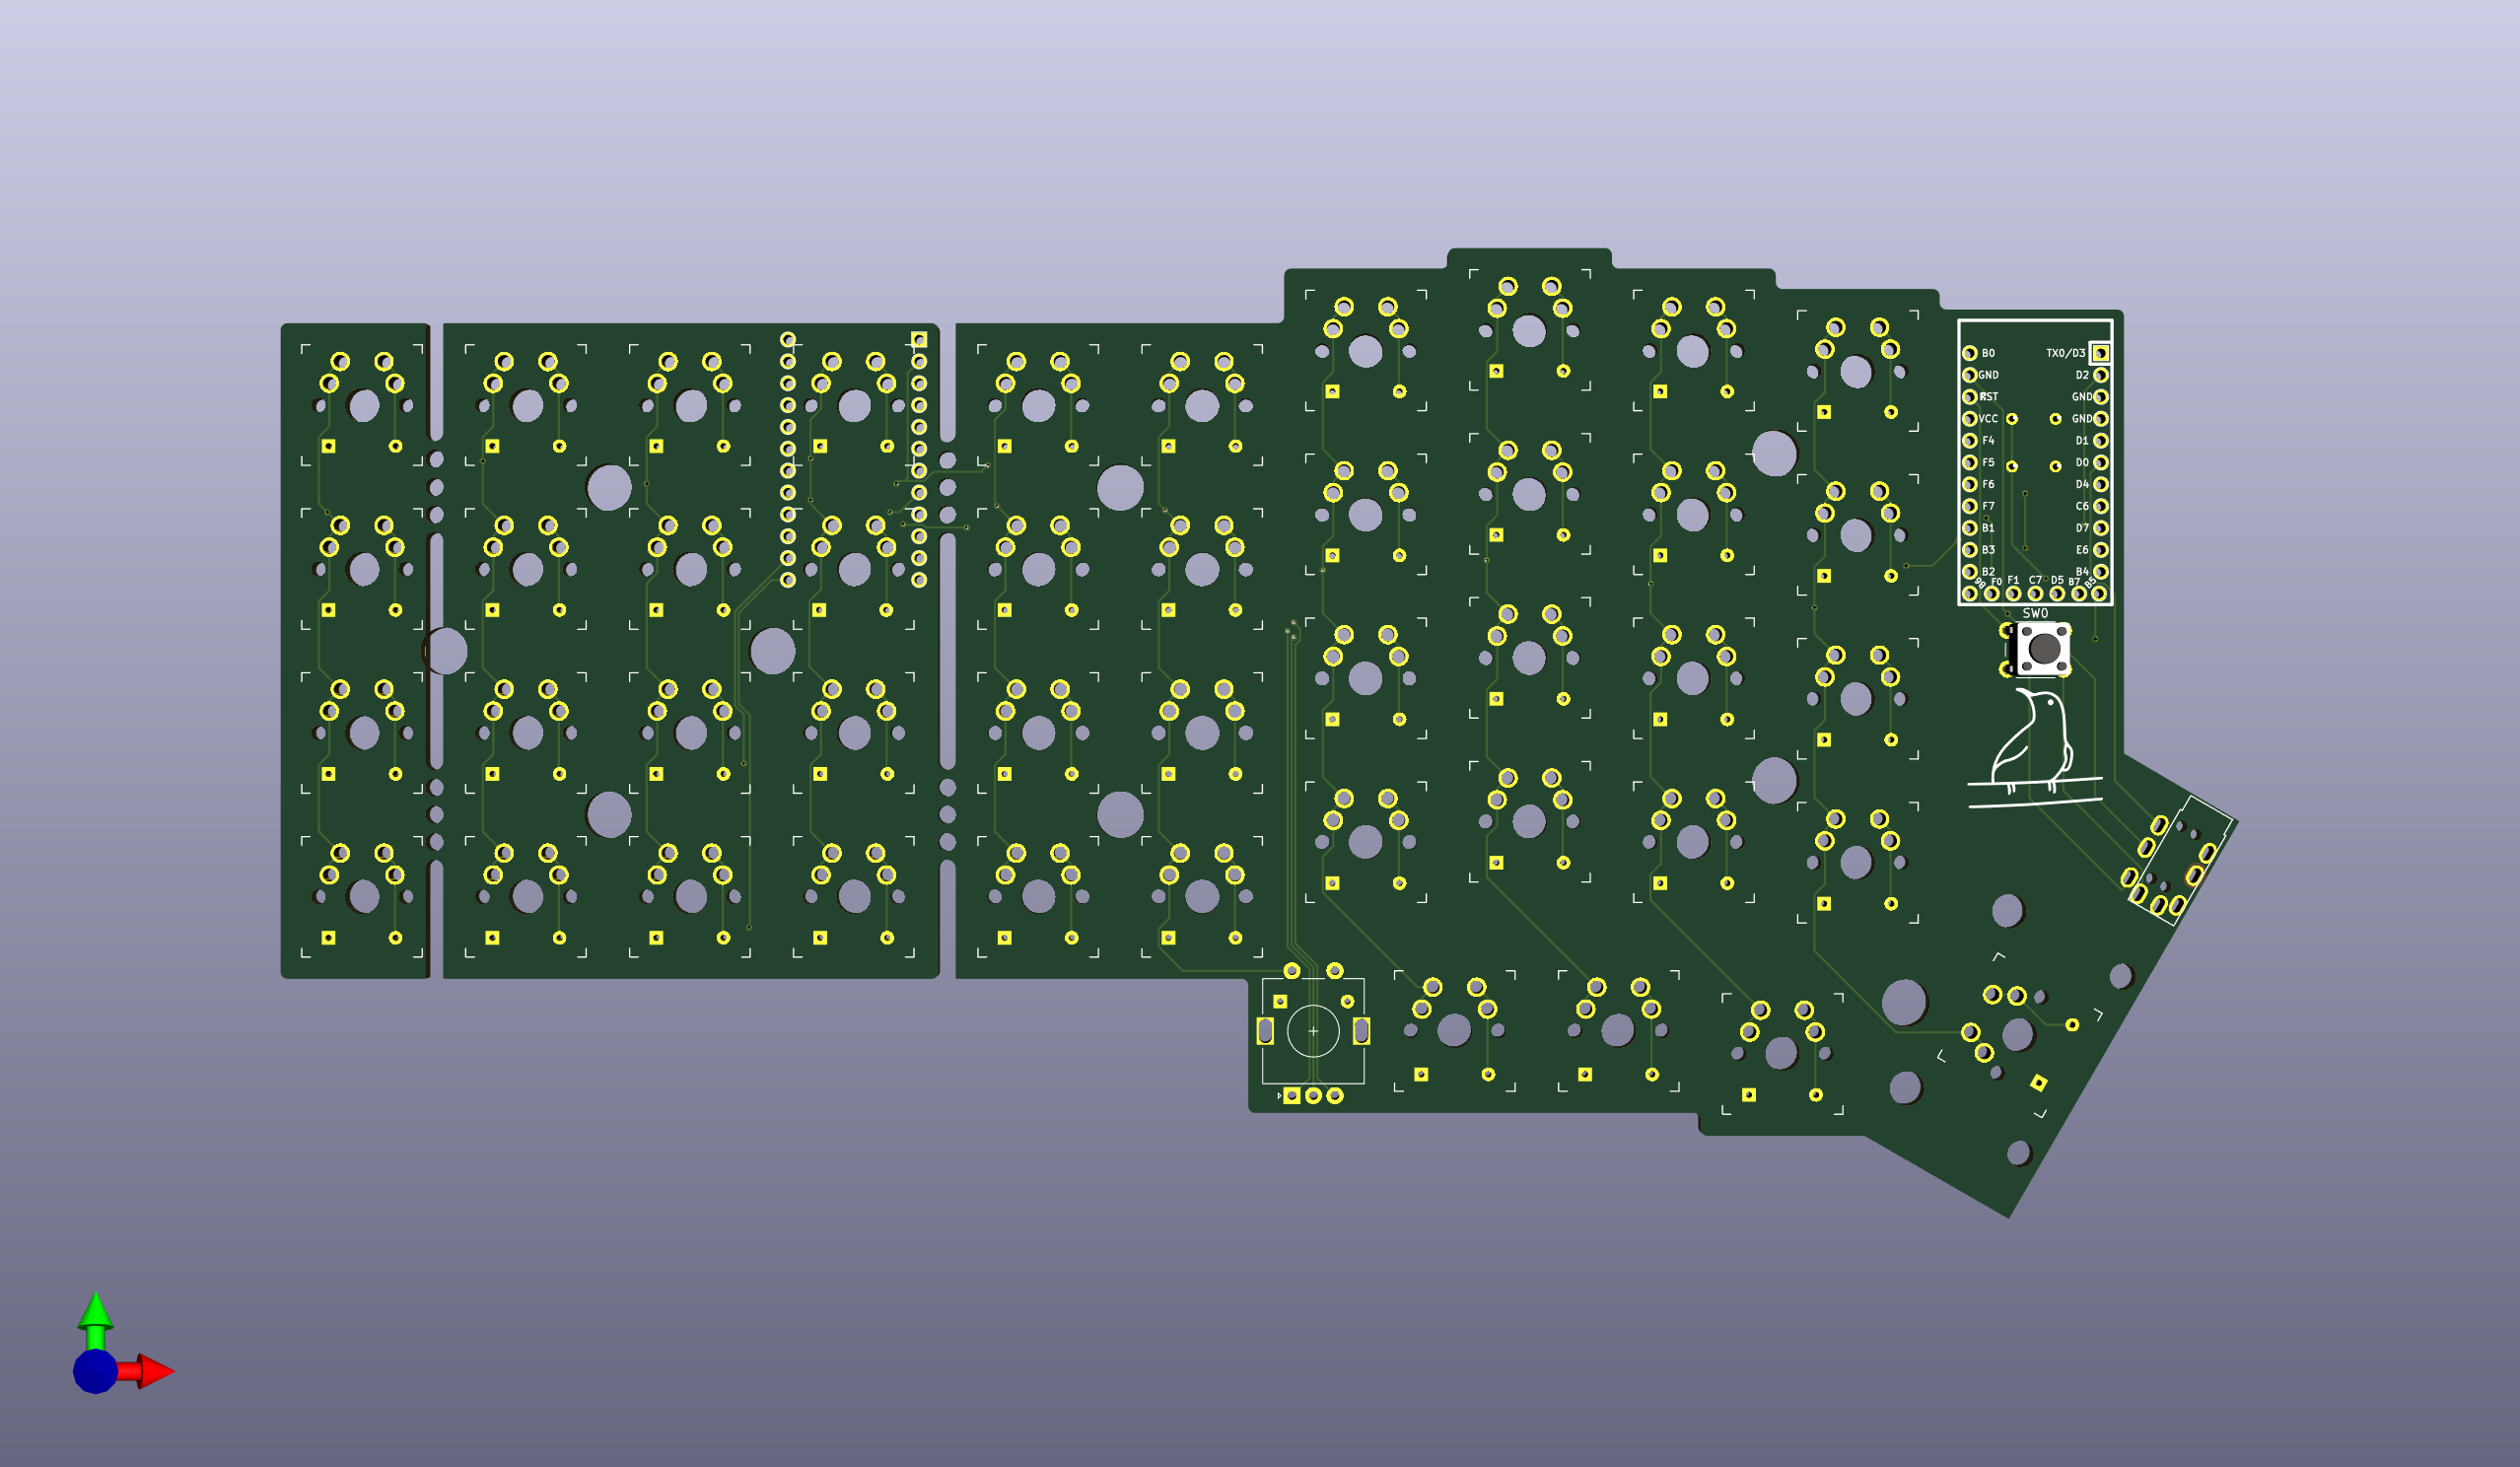 B0 TX0/D3
GND D2
RST GND
VCC GND
F4 D1
F5 D0
F6 D4
F7 C6
B1 D7
B3 E6
B2 B4
B6 F0 F1 C7 D5 B7 B5
SW0